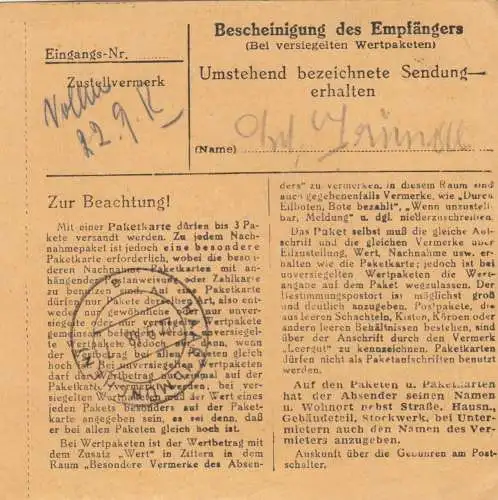 Eingangs-Nr.
Zustellvermerk
22.9.
Bescheinigung des Empfängers
(Bei versiegelten Wertpaketen)
Umstehend bezeichnete Sendung
erhalten
(Name)
Zur Beachtung!
Mit einer Paketkarte dürfen bis 3 Pa-
kete versandt werden. Zu jedem Nach-
nahmepaket ist jedoch eine besondere
Paketkarte erforderlich, wobei die beson-
deren Nachnahme-Paketkarten mit an-
hängender Postanweisung oder Zahlkarte
zu benutzen sind. Auf eine Paketkarte
dürfen nur Pakete derselben Art, also ent-
weder nur gewöhnliche oder nur unver-
siegelte Wertpakete oder nur versiegelte
Wertpakete
gemeinsam befördert werden. Unversiegel-
te Wertpakete jedoch nur dann, wenn
der Wertbetrag bei allen Paketen gleich
hoch ist. Bei unversiegelten Wertpaketen
darf der Wertbetrag nur einmal auf der
Paketkarte vermerkt werden, bei ver-
siegelten Wertpaketen muß der Wert eines
jeden Pakets besonders auf der Paket-
karte angegeben sein, es sei denn, daß
er bei allen Paketen gleich hoch ist.
Bei Wertpaketen ist der Wertbetrag mit
dem Zusatz „Wert" in Ziffern in dem
Raum „Besondere Vermerke des Absen-
ders" zu vermerken, in diesem Raum sind
auch gegebenenfalls Vermerke, wie „Durch
Eilboten, Bote bezahlt", „Wenn unzustell-
bar, Meldung" u. dgl. niederzuschreiben.
Das Paket selbst muß die gleiche Auf-
schrift und die gleichen Vermerke über
Eilzustellung, Wert, Nachnahme usw. er-
halten wie die Paketkarte; jedoch ist bei
unversiegelten Wertpaketen die Wert-
angabe auf dem Paket wegzulassen. Der
Bestimmungspostort ist möglichst groß
und deutlich anzugeben. Postpakete, die
aus leeren Schachteln, Kisten, Körben oder
anderen leeren Behältnissen bestehen, sind
über der Anschrift durch den Vermerk
„Leergut" zu kennzeichnen. Paketkarten
dürfen nicht als Paketaufschriften benutzt
werden.
Auf den Paketen u. Paketkarten
hat der Absender seinen Namen
u. Wohnort nebst Straße, Hausn.,
Gebäudeteil, Stockwerk, bei Unter-
mietern auch den Namen des Ver-
mieters anzugeben.
Auskunft über die Gebühren am Post-
schalter.